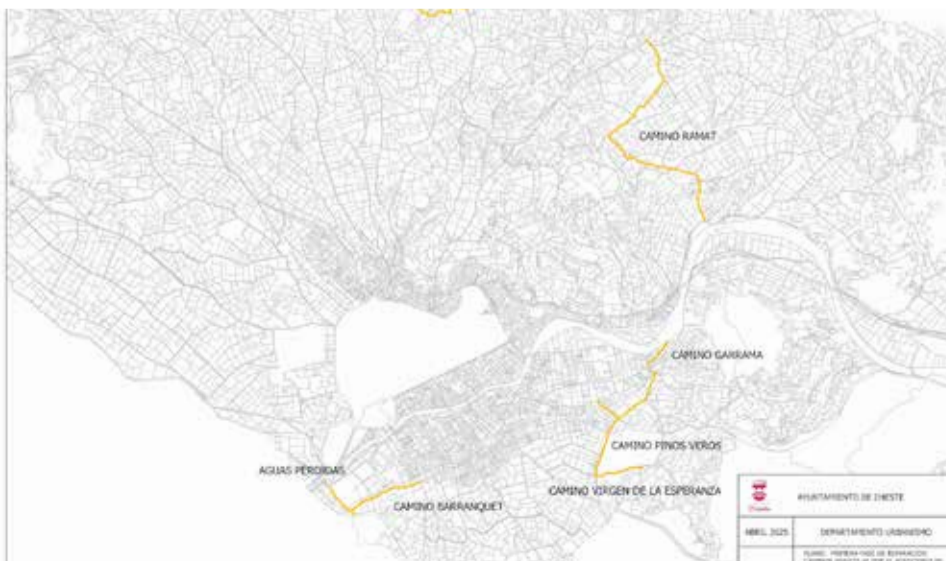 CAMINO RAMAT
CAMINO GARRAMA
CAMINO PINOS VEROS
AGUAS PERDIDAS
CAMINO VIRGEN DE LA ESPERANZA
CAMINO BARRANQUET
AYUNTAMIENTO DE CHESTE
ABRIL 2025
DEPARTAMENTO URBANISMO